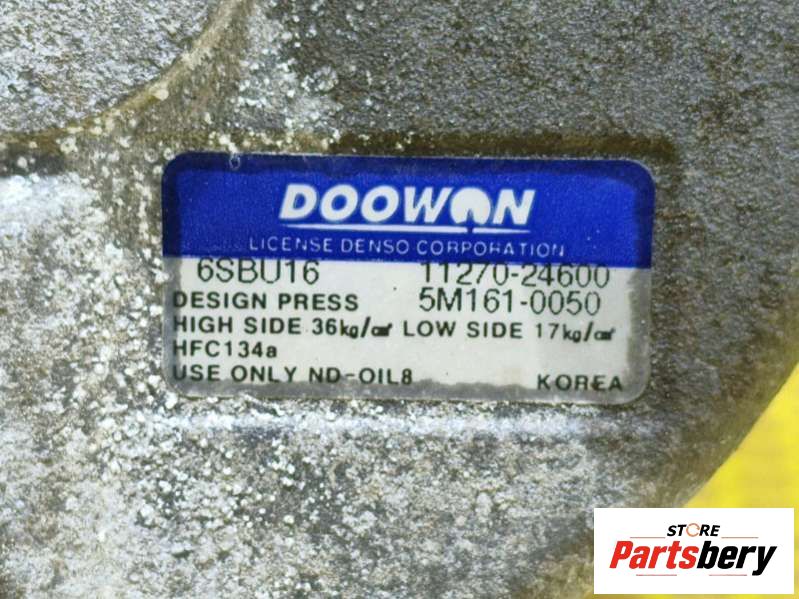 DOOWON
LICENSE DENSO CORPORATION
6SBU16 11270-24600
DESIGN PRESS 5M161-0050
HIGH SIDE 36kg/c㎡ LOW SIDE 17kg/c㎡
HFC134a
USE ONLY ND-OIL8 KOREA
STORE
Partsbery